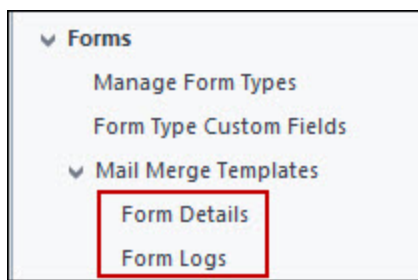 Forms
Manage Form Types
Form Type Custom Fields
Mail Merge Templates
Form Details
Form Logs